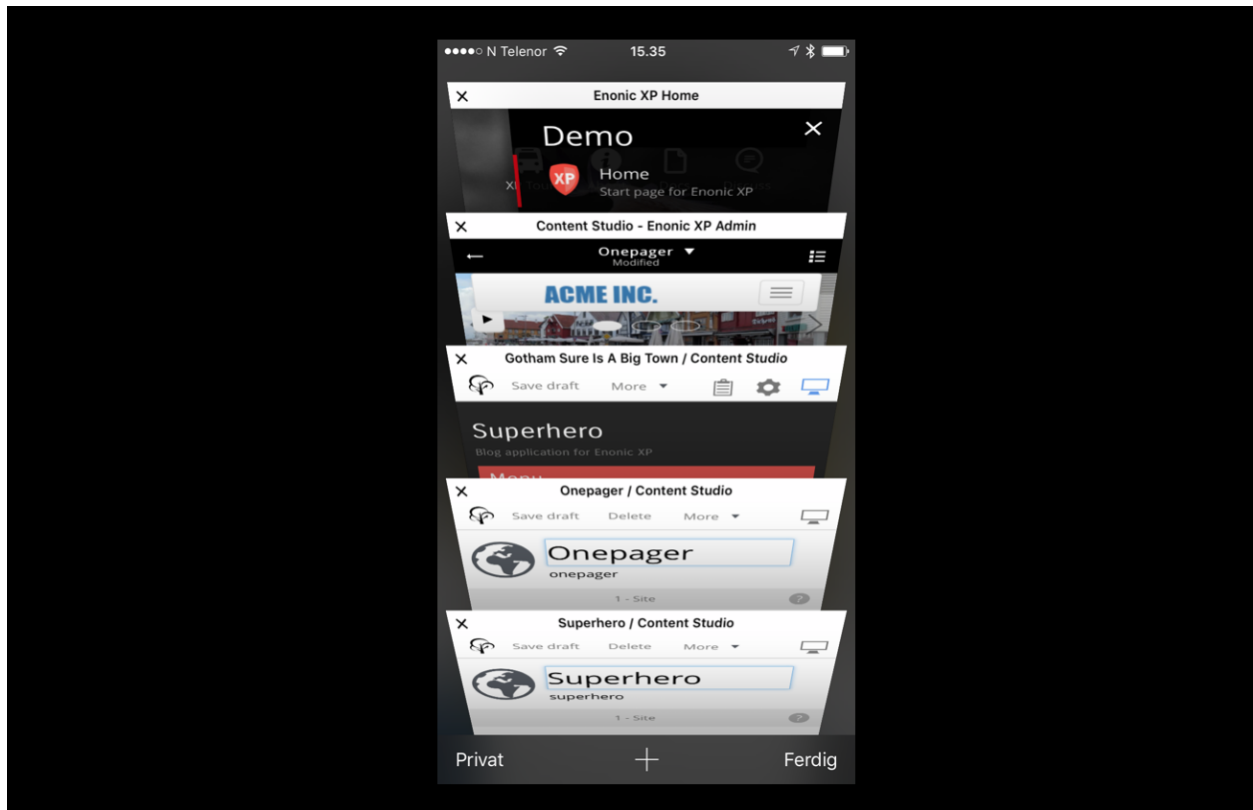 N Telenor 15.35
Enonic XP Home
Demo
XP
Home
Start page for Enonic XP
Content Studio - Enonic XP Admin
Onepager
Modified
ACME INC.
Gotham Sure Is A Big Town / Content Studio
Save draft More
Superhero
Blog application for Enonic XP
Menu
Onepager / Content Studio
Save draft Delete More
Onepager
onepager
1 - Site ?
Superhero / Content Studio
Save draft Delete More
Superhero
superhero
1 - Site ?
Privat Ferdig